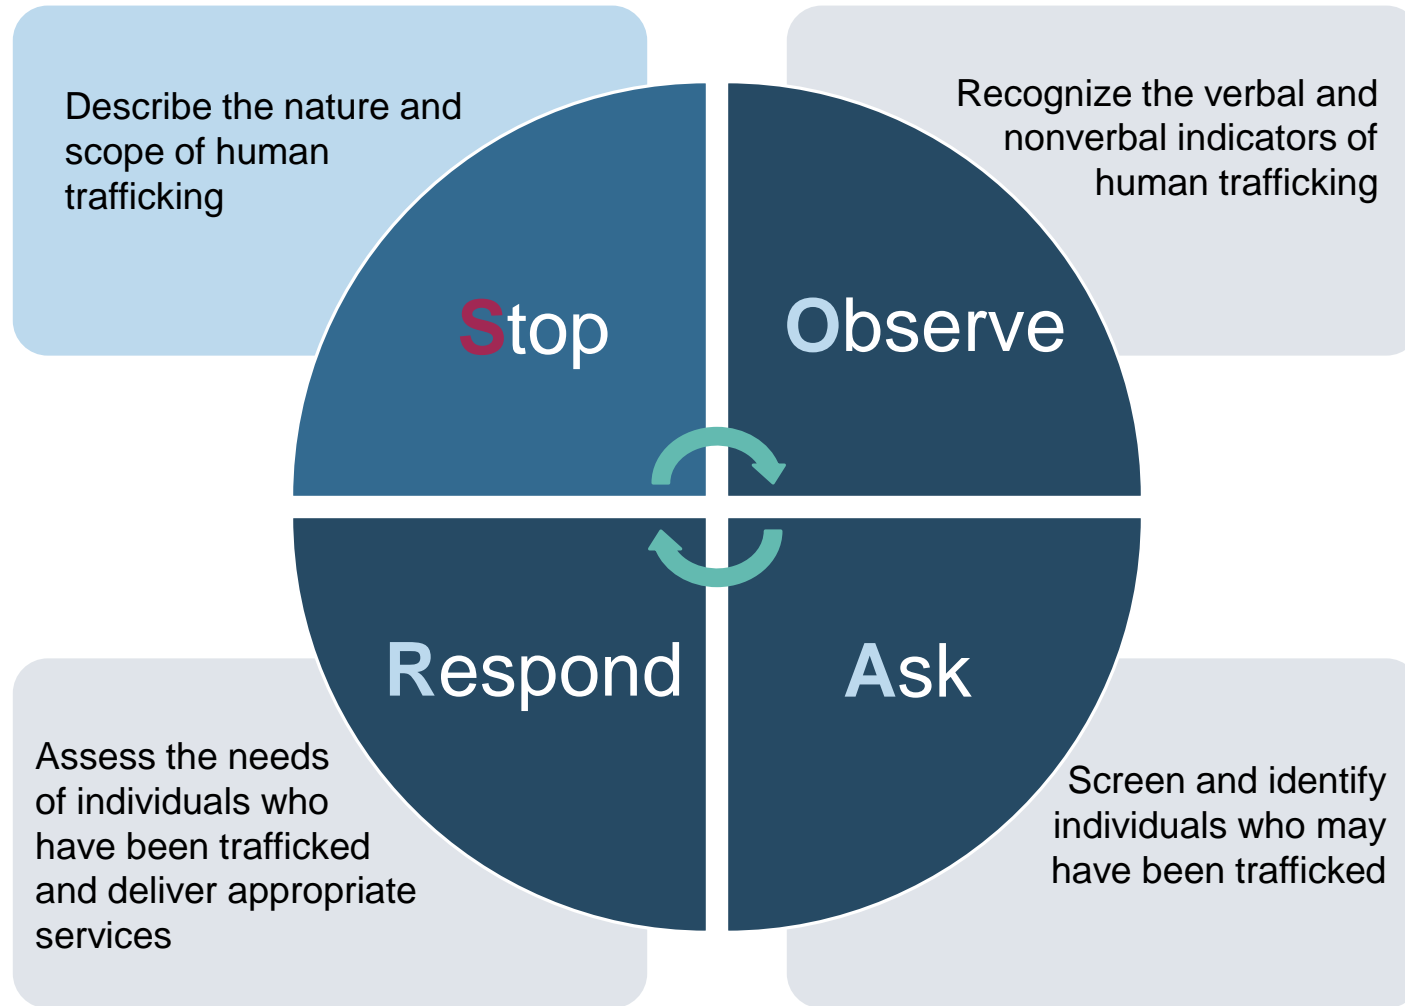 Describe the nature and
scope of human
trafficking
Recognize the verbal and
nonverbal indicators of
human trafficking
Stop
Observe
Respond
Ask
Assess the needs
of individuals who
have been trafficked
and deliver appropriate
services
Screen and identify
individuals who may
have been trafficked